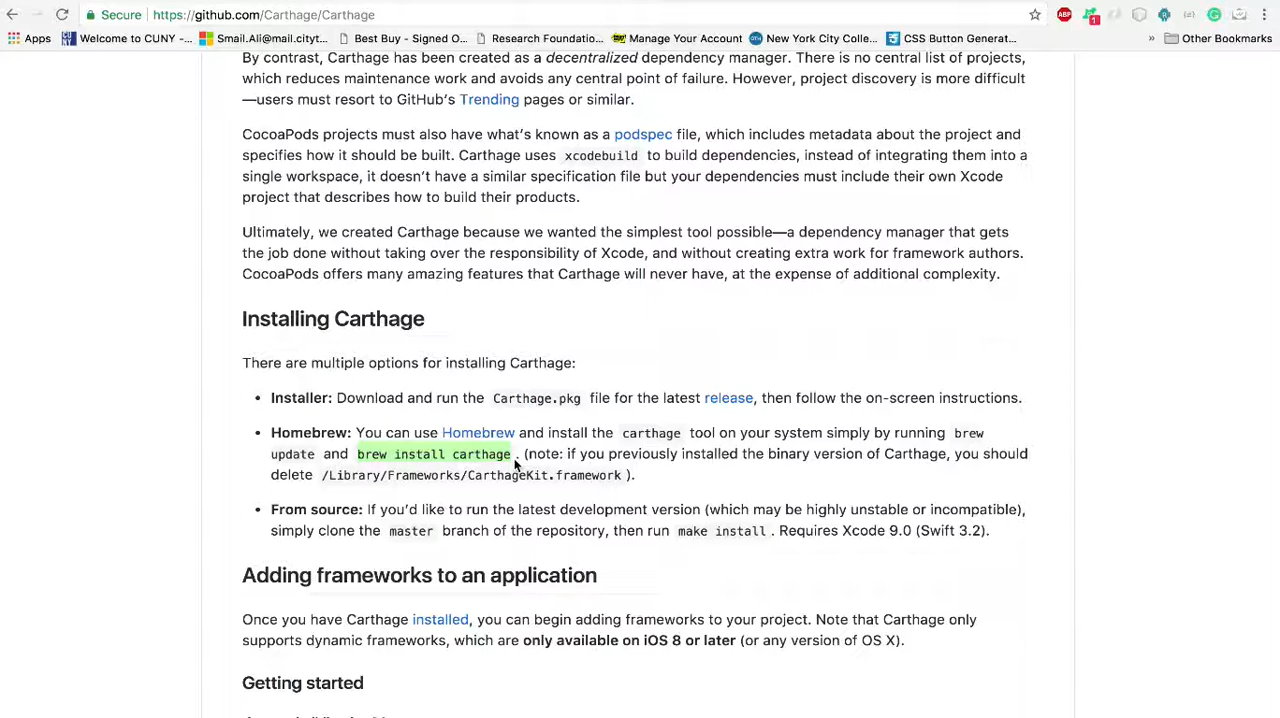 Secure https://github.com/Carthage/Carthage
Apps Welcome to CUNY -... Smail.Ali@mail.cityt... Best Buy - Signed O... Research Foundatio... Manage Your Account New York City Colle... CSS Button Generat... » Other Bookmarks
By contrast, Carthage has been created as a decentralized dependency manager. There is no central list of projects,
which reduces maintenance work and avoids any central point of failure. However, project discovery is more difficult
—users must resort to GitHub's Trending pages or similar.
CocoaPods projects must also have what's known as a podspec file, which includes metadata about the project and
specifies how it should be built. Carthage uses xcodebuild to build dependencies, instead of integrating them into a
single workspace, it doesn't have a similar specification file but your dependencies must include their own Xcode
project that describes how to build their products.
Ultimately, we created Carthage because we wanted the simplest tool possible—a dependency manager that gets
the job done without taking over the responsibility of Xcode, and without creating extra work for framework authors.
CocoaPods offers many amazing features that Carthage will never have, at the expense of additional complexity.
Installing Carthage
There are multiple options for installing Carthage:
• Installer: Download and run the Carthage.pkg file for the latest release, then follow the on-screen instructions.
• Homebrew: You can use Homebrew and install the carthage tool on your system simply by running brew
update and brew install carthage . (note: if you previously installed the binary version of Carthage, you should
delete /Library/Frameworks/CarthageKit.framework ).
• From source: If you'd like to run the latest development version (which may be highly unstable or incompatible),
simply clone the master branch of the repository, then run make install . Requires Xcode 9.0 (Swift 3.2).
Adding frameworks to an application
Once you have Carthage installed, you can begin adding frameworks to your project. Note that Carthage only
supports dynamic frameworks, which are only available on iOS 8 or later (or any version of OS X).
Getting started